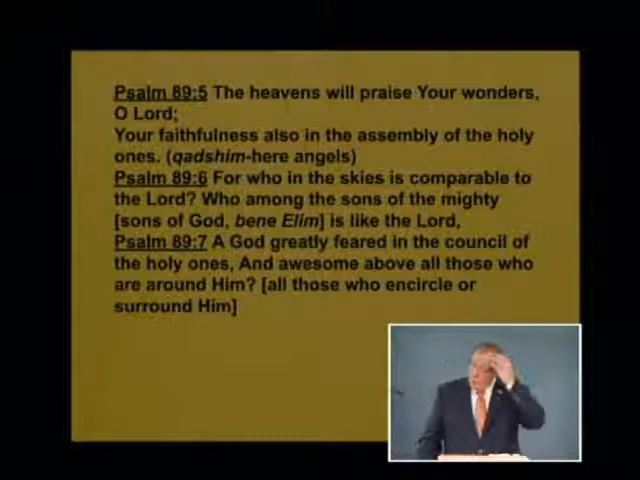 Psalm 89:5 The heavens will praise Your wonders,
O Lord;
Your faithfulness also in the assembly of the holy
ones. (qadshim-here angels)
Psalm 89:6 For who in the skies is comparable to
the Lord? Who among the sons of the mighty
[sons of God, bene Elim] is like the Lord,
Psalm 89:7 A God greatly feared in the council of
the holy ones, And awesome above all those who
are around Him? [all those who encircle or
surround Him]